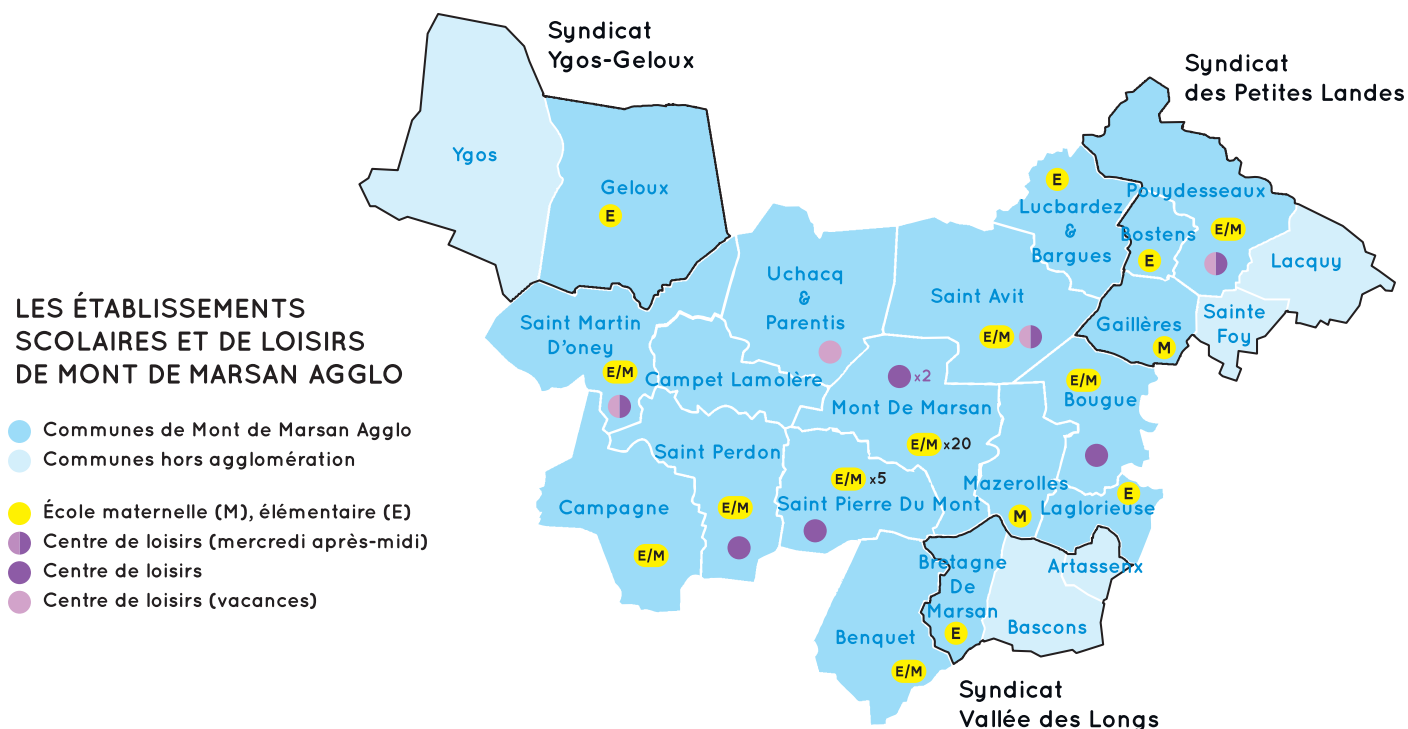 Syndicat
Ygos-Geloux
Syndicat
des Petites Landes
Ygos
Geloux
E
E
Lucbardez
&
Bargues
Pouydesseaux
E/M
Bostens
E
Lacquy
Uchacq
&
Parentis
Saint Avit
E/M
Sainte
Foy
Gaillères
M
LES ÉTABLISSEMENTS
SCOLAIRES ET DE LOISIRS
DE MONT DE MARSAN AGGLO
Saint Martin
D'oney
E/M
Campet Lamolère
x2
Mont De Marsan
E/M x20
E/M
Bougue
Communes de Mont de Marsan Agglo
Communes hors agglomération
Saint Perdon
E/M
E/M x5
Saint Pierre Du Mont
Mazerolles
M
E
Laglorieuse
Campagne
E/M
École maternelle (M), élémentaire (E)
Centre de loisirs (mercredi après-midi)
Centre de loisirs
Centre de loisirs (vacances)
Bretagne
De
Marsan
E
Artassenx
Bascons
Benquet
E/M
Syndicat
Vallée des Longs